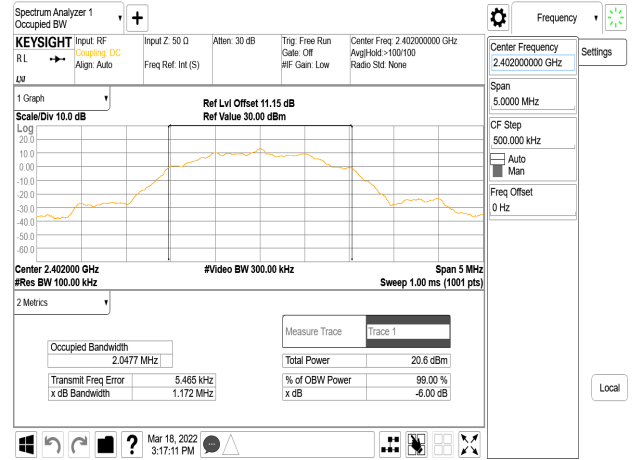 Spectrum Analyzer 1
Occupied BW
Frequency
KEYSIGHT
Input: RF
Input Z: 50 Ω
Atten: 30 dB
Trig: Free Run
Center Freq: 2.402000000 GHz
R L
Coupling: DC
Gate: Off
Avg|Hold:>100/100
Align: Auto
Freq Ref: Int (S)
#IF Gain: Low
Radio Std: None
Center Frequency
2.402000000 GHz
Settings
Span
5.0000 MHz
CF Step
500.000 kHz
Auto
Man
Freq Offset
0 Hz
Local
1 Graph
Ref Lvl Offset 11.15 dB
Scale/Div 10.0 dB
Ref Value 30.00 dBm
Log
20.0
10.0
0.00
-10.0
-20.0
-30.0
-40.0
-50.0
-60.0
Center 2.402000 GHz
#Video BW 300.00 kHz
Span 5 MHz
#Res BW 100.00 kHz
Sweep 1.00 ms (1001 pts)
2 Metrics
Measure Trace
Trace 1
Occupied Bandwidth
2.0477 MHz
Total Power
20.6 dBm
Transmit Freq Error
5.465 kHz
% of OBW Power
99.00 %
x dB Bandwidth
1.172 MHz
x dB
-6.00 dB
?
Mar 18, 2022
3:17:11 PM